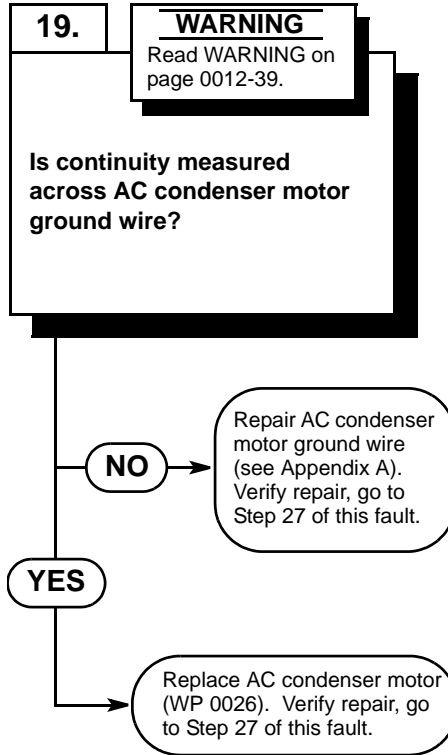 19.
WARNING
Read WARNING on
page 0012-39.
Is continuity measured
across AC condenser motor
ground wire?
NO
Repair AC condenser
motor ground wire
(see Appendix A).
Verify repair, go to
Step 27 of this fault.
YES
Replace AC condenser motor
(WP 0026). Verify repair, go
to Step 27 of this fault.